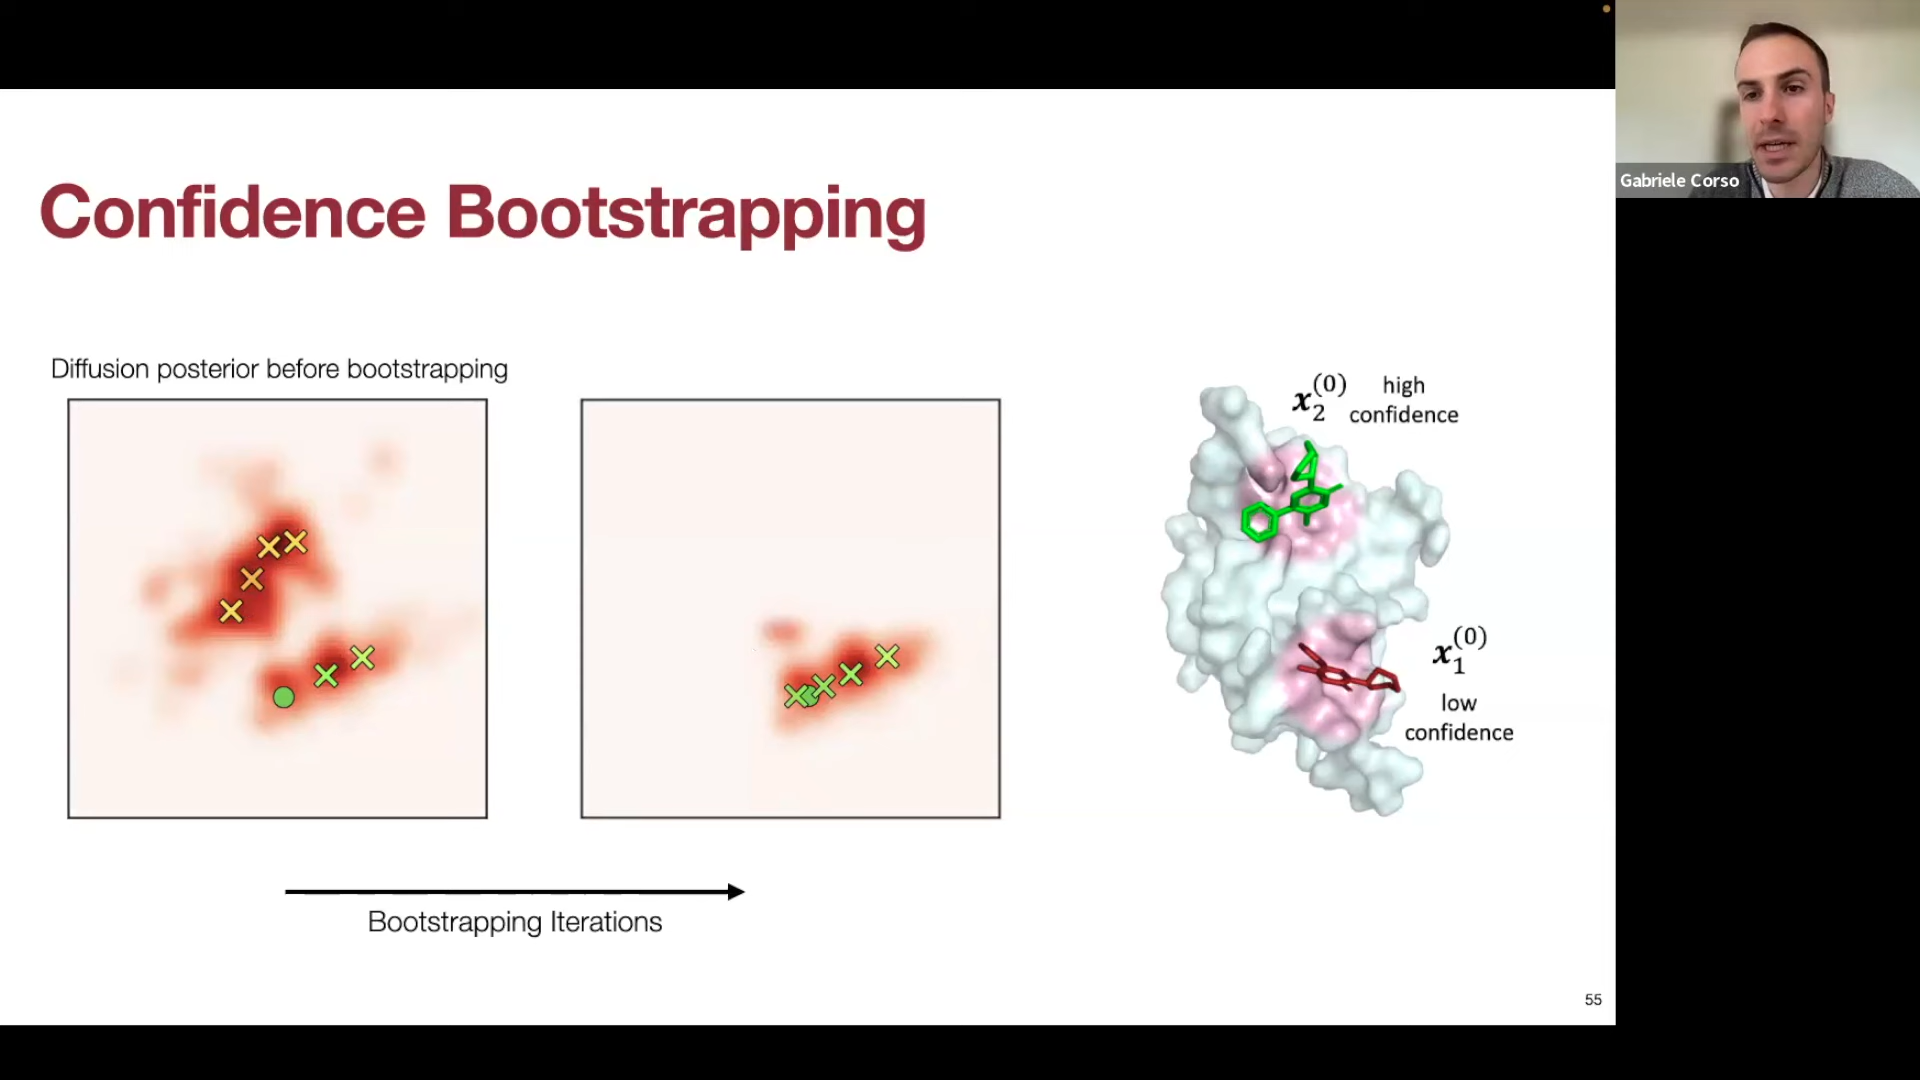 Confidence Bootstrapping
Diffusion posterior before bootstrapping
Bootstrapping Iterations
x₂⁽⁰⁾ high
confidence
x₁⁽⁰⁾
low
confidence
55
Gabriele Corso